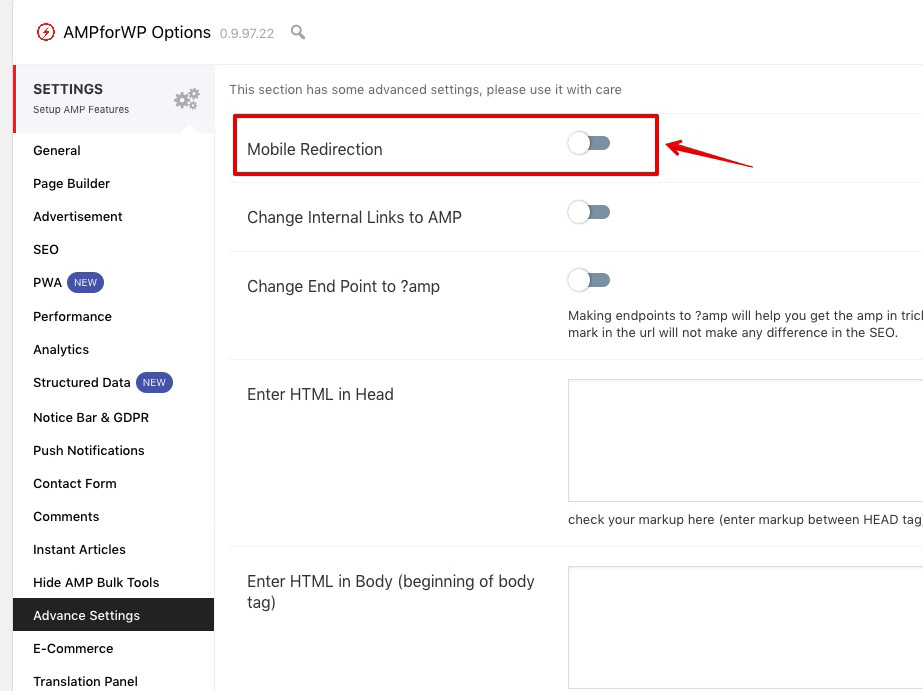 AMPforWP Options 0.9.97.22
SETTINGS
Setup AMP Features
General
Page Builder
Advertisement
SEO
PWA NEW
Performance
Analytics
Structured Data NEW
Notice Bar & GDPR
Push Notifications
Contact Form
Comments
Instant Articles
Hide AMP Bulk Tools
Advance Settings
E-Commerce
Translation Panel
This section has some advanced settings, please use it with care
Mobile Redirection
Change Internal Links to AMP
Change End Point to ?amp
Making endpoints to ?amp will help you get the amp in
mark in the url will not make any difference in the SEO.
Enter HTML in Head
check your markup here (enter markup between HEAD tag
Enter HTML in Body (beginning of body
tag)